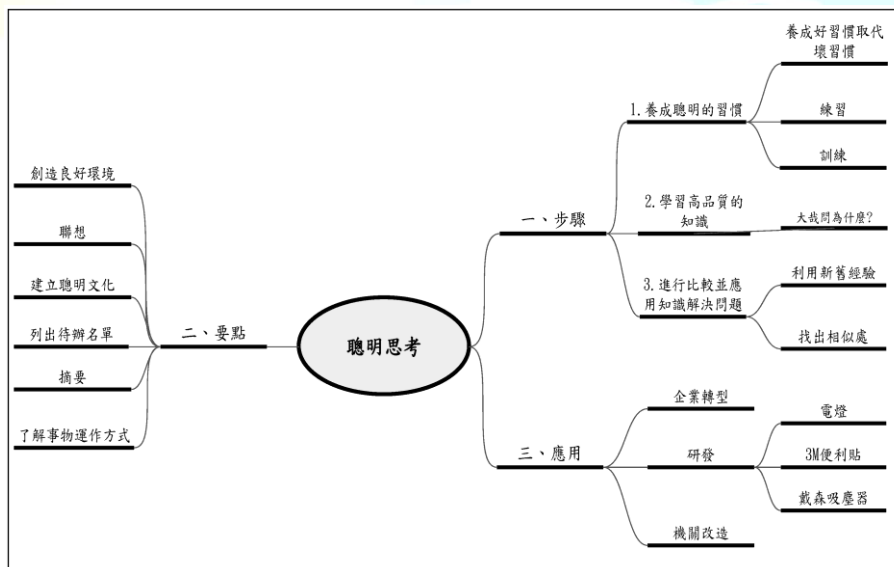 聰明思考
一、步驟
1.養成聰明的習慣
養成好習慣取代
壞習慣
練習
訓練
2.學習高品質的
知識
大哉問為什麼?
3.進行比較並應
用知識解決問題
利用新舊經驗
找出相似處
二、要點
創造良好環境
聯想
建立聰明文化
列出待辦名單
摘要
了解事物運作方式
三、應用
企業轉型
研發
電燈
3M便利貼
戴森吸塵器
機關改造